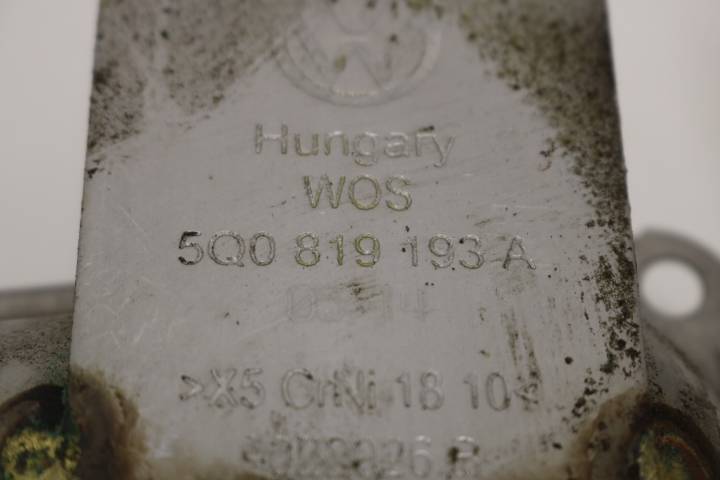 Hungary
WOS
5Q0 819 193 A
>X5 CrNi 18 10<